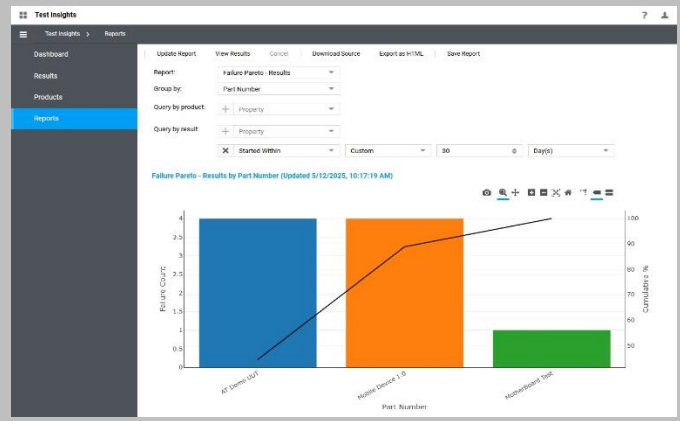 Test Insights
?
Test Insights > Reports
Dashboard
Results
Products
Reports
Update Report View Results Cancel Download Source Export as HTML Save Report
Report: Failure Pareto - Results
Group by: Part Number
Query by product: Property
Query by result: Property
Started Within Custom 30 Day(s)
Failure Pareto - Results by Part Number (Updated 5/12/2025, 10:17:19 AM)
4
3.5
3
2.5
2
1.5
1
0.5
0
Failure Count
100
90
80
70
60
50
Cumulative %
AT Demo UUT
Mobile Device 1.0
MotherBoard Test
Part Number